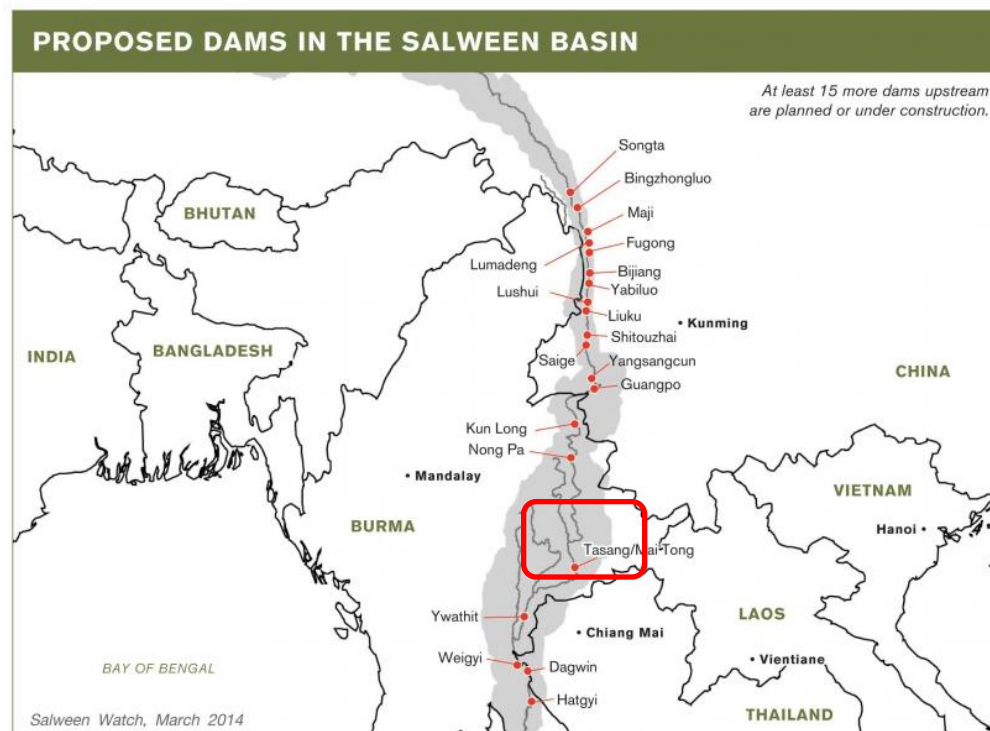 PROPOSED DAMS IN THE SALWEEN BASIN
At least 15 more dams upstream
are planned or under construction.
Songta
Bingzhongluo
BHUTAN
Maji
Fugong
Lumadeng
Bijiang
Yabiluo
Lushui
Liuku
Kunming
Shitouzhai
INDIA
BANGLADESH
Saige
Yangsangcun
CHINA
Guangpo
Kun Long
Nong Pa
Mandalay
VIETNAM
BURMA
Hanoi
Tasang/Mai Tong
LAOS
Ywathit
Chiang Mai
Weigyi
Vientiane
BAY OF BENGAL
Dagwin
Hatgyi
Salween Watch, March 2014
THAILAND